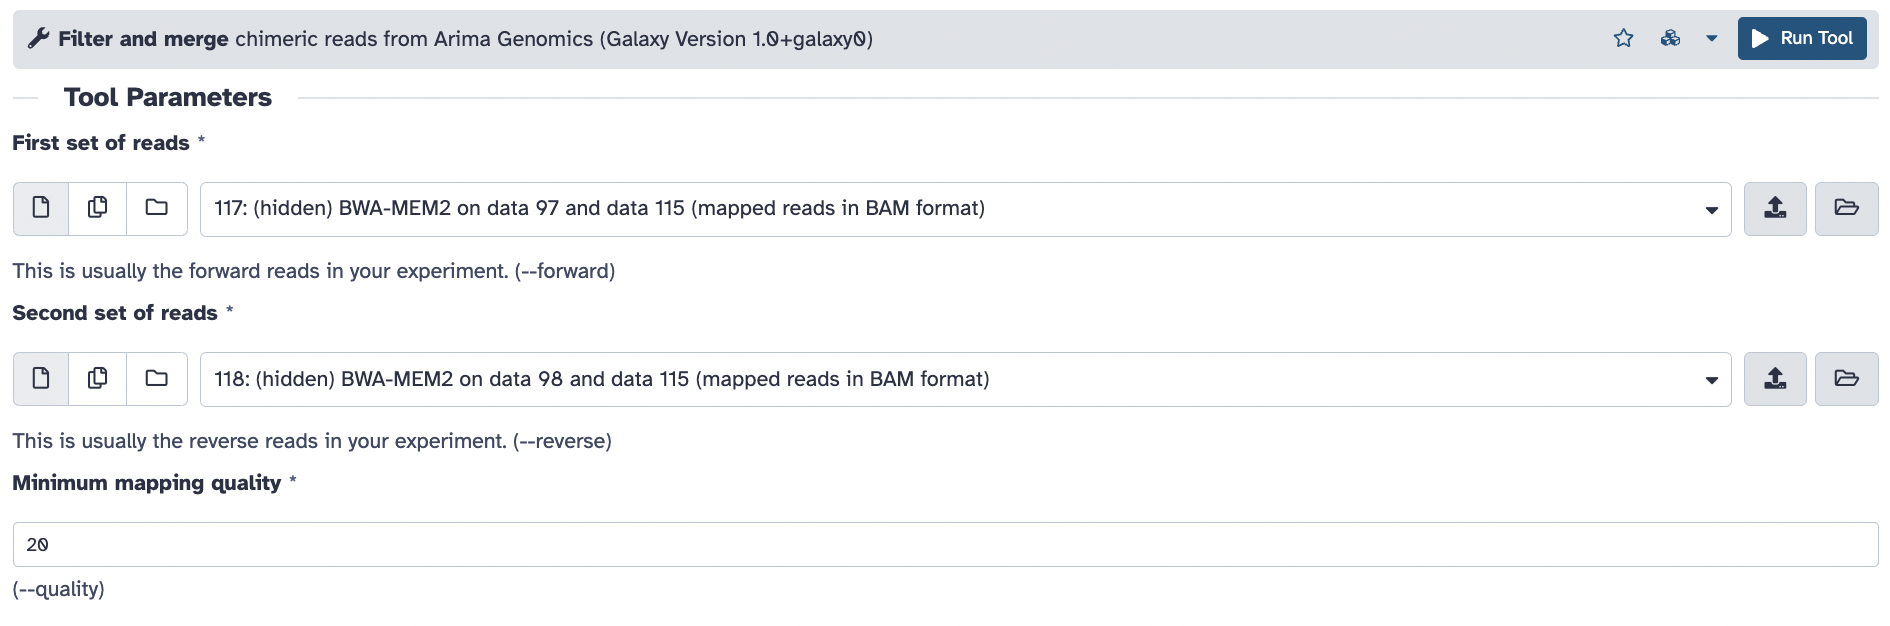 Filter and merge chimeric reads from Arima Genomics (Galaxy Version 1.0+galaxy0)
Run Tool
Tool Parameters
First set of reads *
117: (hidden) BWA-MEM2 on data 97 and data 115 (mapped reads in BAM format)
This is usually the forward reads in your experiment. (--forward)
Second set of reads *
118: (hidden) BWA-MEM2 on data 98 and data 115 (mapped reads in BAM format)
This is usually the reverse reads in your experiment. (--reverse)
Minimum mapping quality *
20
(--quality)